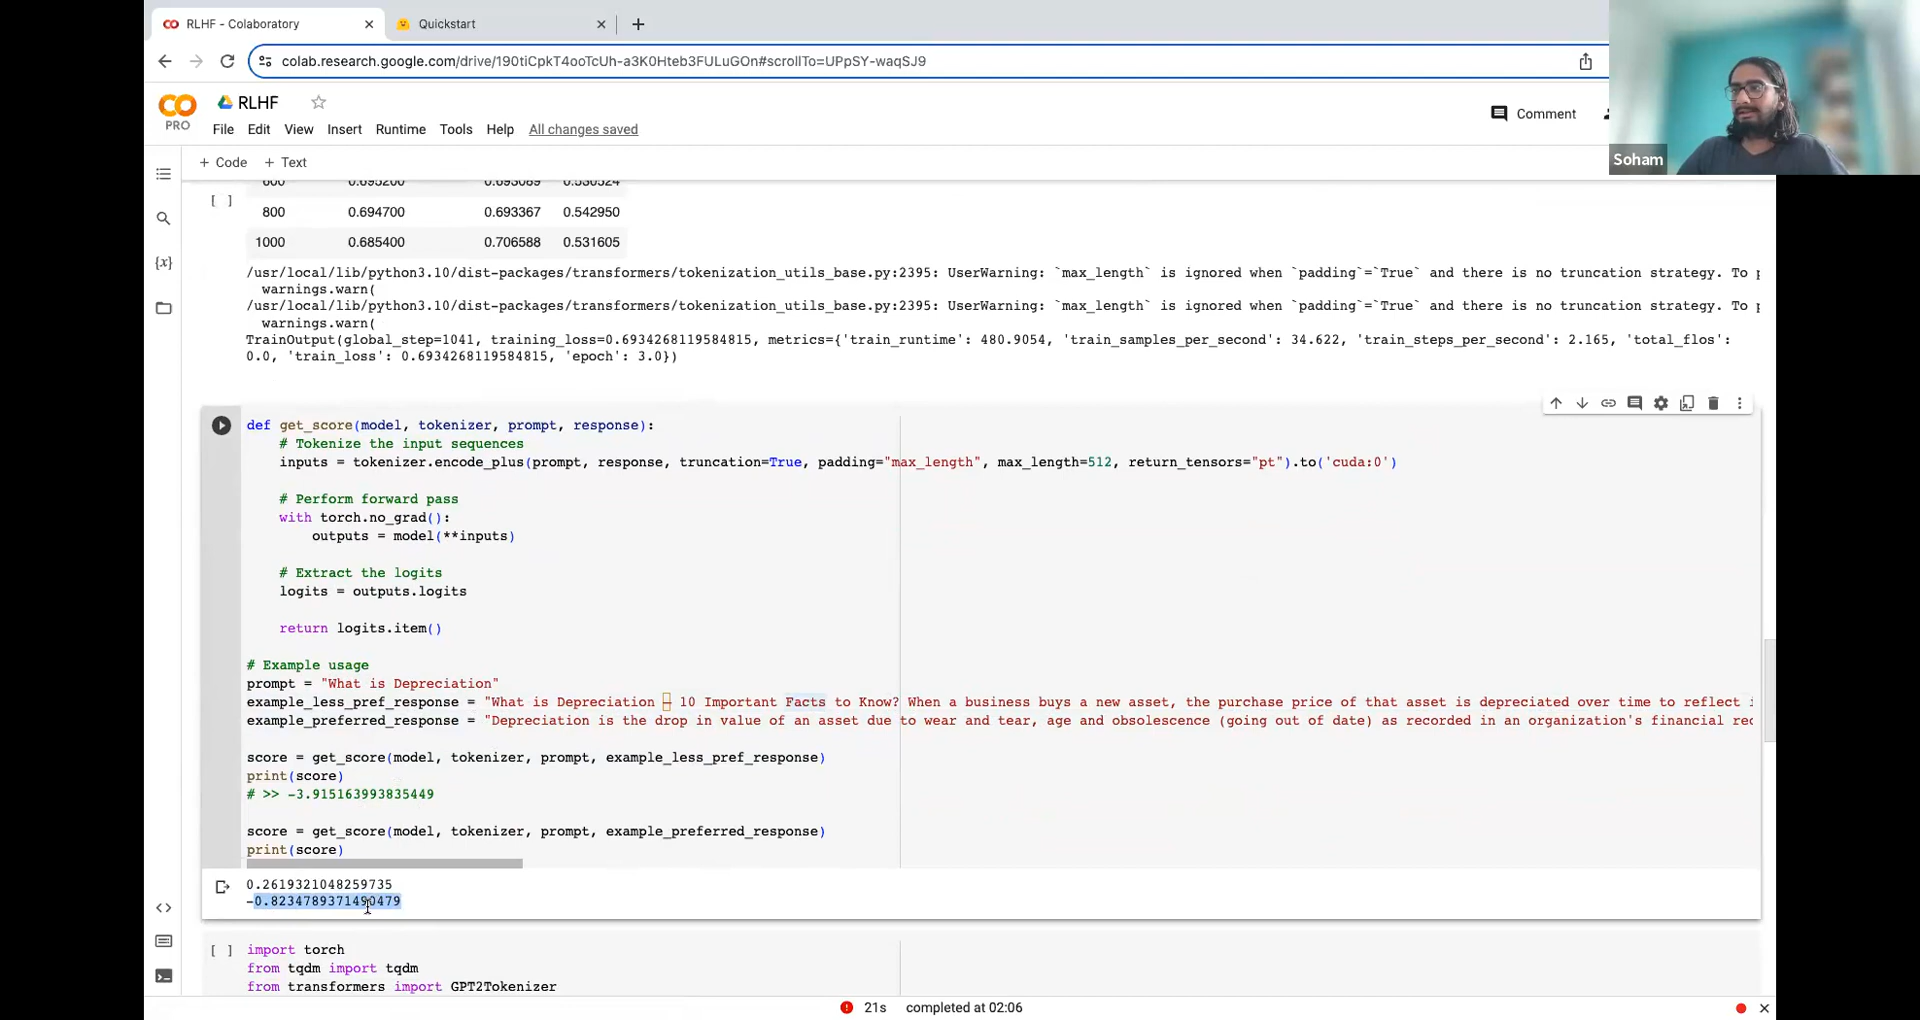 RLHF - Colaboratory
Quickstart
colab.research.google.com/drive/190tiCpkT4ooTcUh-a3K0Hteb3FULuGOn#scrollTo=UPpSY-waqSJ9
PRO
RLHF
File Edit View Insert Runtime Tools Help All changes saved
Comment
Soham
+ Code + Text
600 0.695200 0.693089 0.530524
[ ]
800 0.694700 0.693367 0.542950
1000 0.685400 0.706588 0.531605
/usr/local/lib/python3.10/dist-packages/transformers/tokenization_utils_base.py:2395: UserWarning: `max_length` is ignored when `padding`=`True` and there is no truncation strategy. To p
warnings.warn(
/usr/local/lib/python3.10/dist-packages/transformers/tokenization_utils_base.py:2395: UserWarning: `max_length` is ignored when `padding`=`True` and there is no truncation strategy. To p
warnings.warn(
TrainOutput(global_step=1041, training_loss=0.6934268119584815, metrics={'train_runtime': 480.9054, 'train_samples_per_second': 34.622, 'train_steps_per_second': 2.165, 'total_flos':
0.0, 'train_loss': 0.6934268119584815, 'epoch': 3.0})
def get_score(model, tokenizer, prompt, response):
# Tokenize the input sequences
inputs = tokenizer.encode_plus(prompt, response, truncation=True, padding="max_length", max_length=512, return_tensors="pt").to('cuda:0')
# Perform forward pass
with torch.no_grad():
outputs = model(**inputs)
# Extract the logits
logits = outputs.logits
return logits.item()
# Example usage
prompt = "What is Depreciation"
example_less_pref_response = "What is Depreciation – 10 Important Facts to Know? When a business buys a new asset, the purchase price of that asset is depreciated over time to reflect i
example_preferred_response = "Depreciation is the drop in value of an asset due to wear and tear, age and obsolescence (going out of date) as recorded in an organization's financial rec
score = get_score(model, tokenizer, prompt, example_less_pref_response)
print(score)
# >> -3.915163993835449
score = get_score(model, tokenizer, prompt, example_preferred_response)
print(score)
0.2619321048259735
-0.8234789371490479
[ ] import torch
from tqdm import tqdm
from transformers import GPT2Tokenizer
21s completed at 02:06